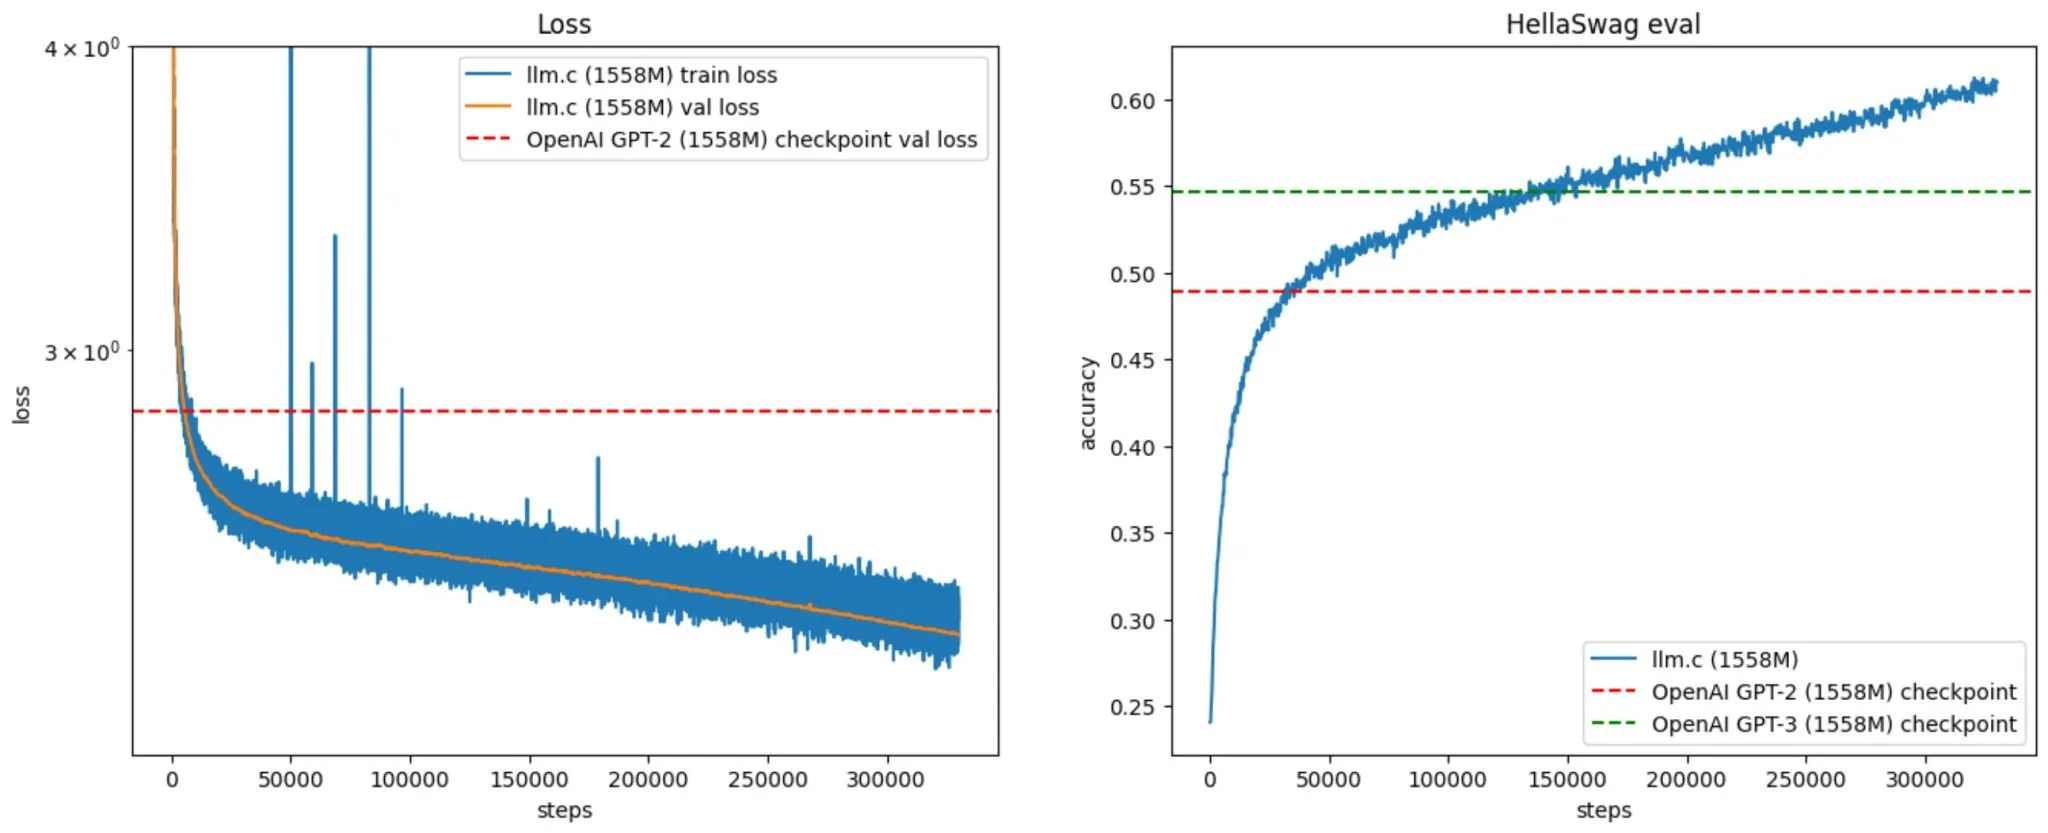 Loss
4 × 10⁰
3 × 10⁰
loss
llm.c (1558M) train loss
llm.c (1558M) val loss
OpenAI GPT-2 (1558M) checkpoint val loss
0 50000 100000 150000 200000 250000 300000
steps
HellaSwag eval
0.60
0.55
0.50
0.45
0.40
0.35
0.30
0.25
accuracy
llm.c (1558M)
OpenAI GPT-2 (1558M) checkpoint
OpenAI GPT-3 (1558M) checkpoint
0 50000 100000 150000 200000 250000 300000
steps